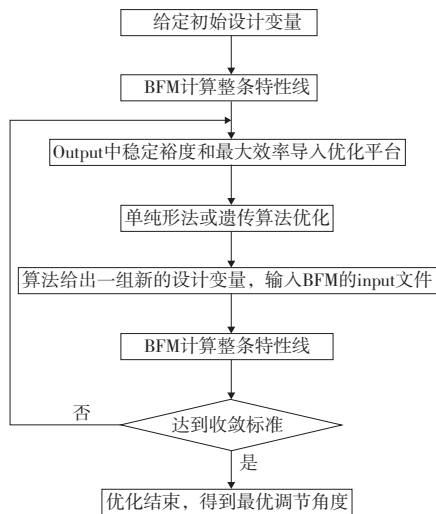 给定初始设计变量
BFM计算整条特性线
Output中稳定裕度和最大效率导入优化平台
单纯形法或遗传算法优化
算法给出一组新的设计变量，输入BFM的input文件
BFM计算整条特性线
否
达到收敛标准
是
优化结束，得到最优调节角度